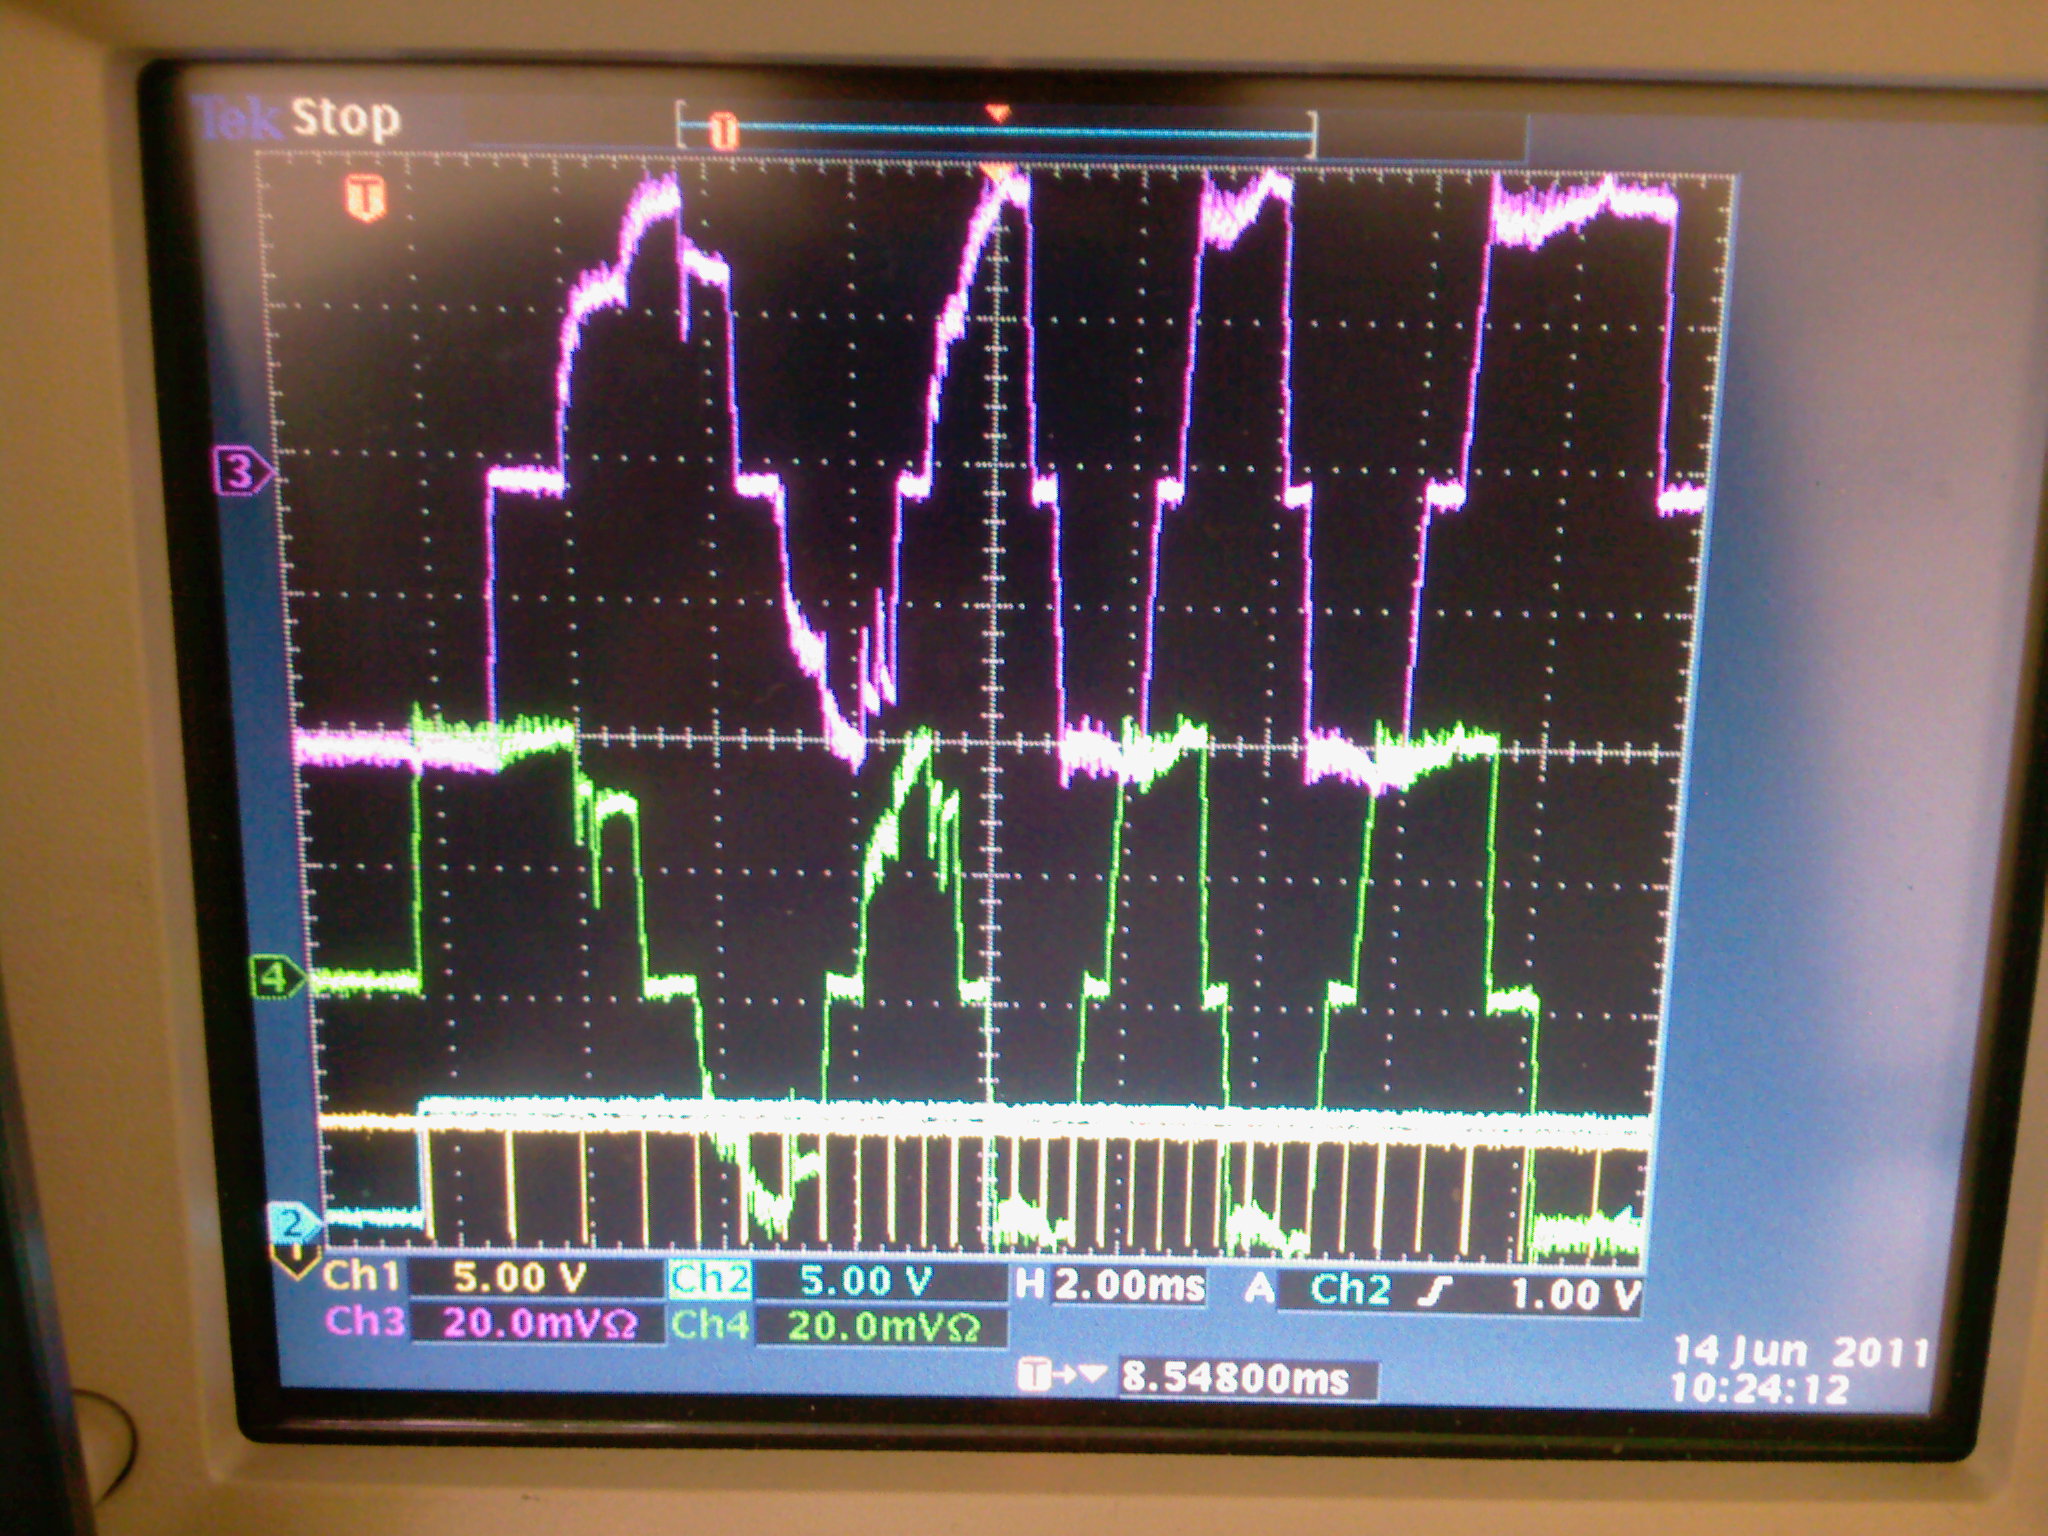 Tek Stop
T
T
3
4
2
1
Ch1 5.00 V Ch2 5.00 V H 2.00ms A Ch2 1.00 V
Ch3 20.0mVΩ Ch4 20.0mVΩ
T 8.54800ms
14 Jun 2011
10:24:12